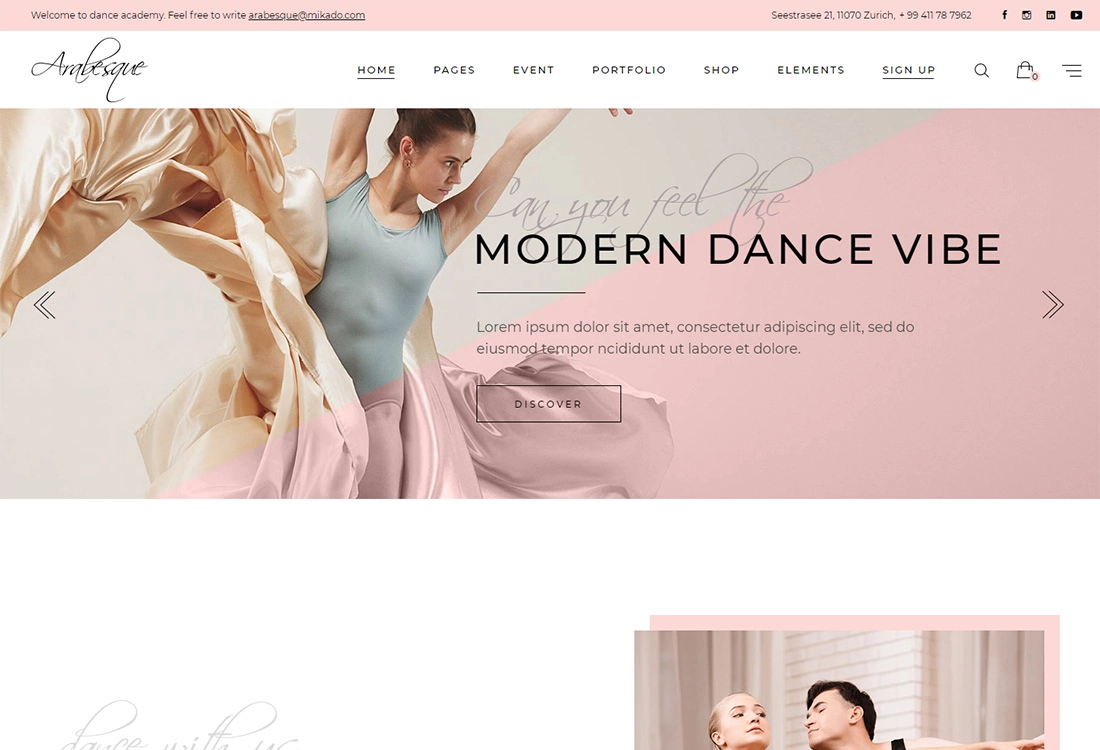 Welcome to dance academy. Feel free to write arabesque@mikado.com
Seestrasee 21, 11070 Zurich, + 99 411 78 7962
Arabesque
HOME PAGES EVENT PORTFOLIO SHOP ELEMENTS SIGN UP
0
Can you feel the
MODERN DANCE VIBE
Lorem ipsum dolor sit amet, consectetur adipiscing elit, sed do
eiusmod tempor ncididunt ut labore et dolore.
DISCOVER
dance with us